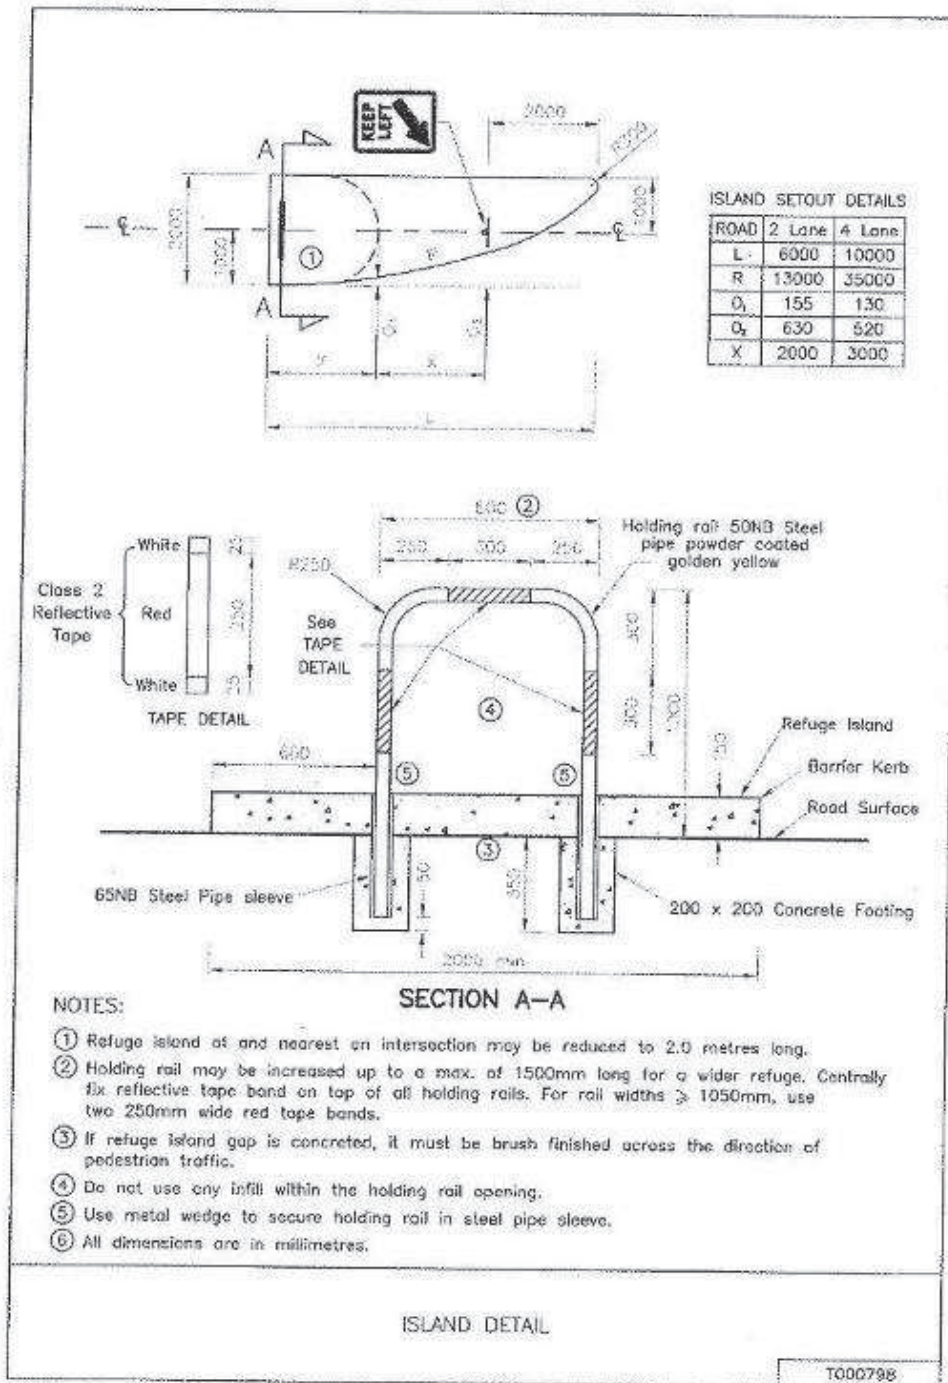 KEEP LEFT
2000
A
R300
2000
1000
1000
℄
℄
①
R
A
X
L
ISLAND SETOUT DETAILS
ROAD 2 Lane 4 Lane
L 6000 10000
R 13000 35000
O₁ 155 130
O₂ 630 520
X 2000 3000
800 ②
250 300 250
R250
Holding rail 50NB Steel
pipe powder coated
golden yellow
White
Class 2
Reflective
Tape
Red
White
25
250
25
TAPE DETAIL
See
TAPE
DETAIL
④
300
300
1000
150
600
⑤
⑤
Refuge Island
Barrier Kerb
Road Surface
③
50
350
65NB Steel Pipe sleeve
200 x 200 Concrete Footing
2000
SECTION A–A
NOTES:
① Refuge island at and nearest an intersection may be reduced to 2.0 metres long.
② Holding rail may be increased up to a max. of 1500mm long for a wider refuge. Centrally
fix reflective tape band on top of all holding rails. For rail widths ⩾ 1050mm, use
two 250mm wide red tape bands.
③ If refuge island gap is concreted, it must be brush finished across the direction of
pedestrian traffic.
④ Do not use any infill within the holding rail opening.
⑤ Use metal wedge to secure holding rail in steel pipe sleeve.
⑥ All dimensions are in millimetres.
ISLAND DETAIL
T000798